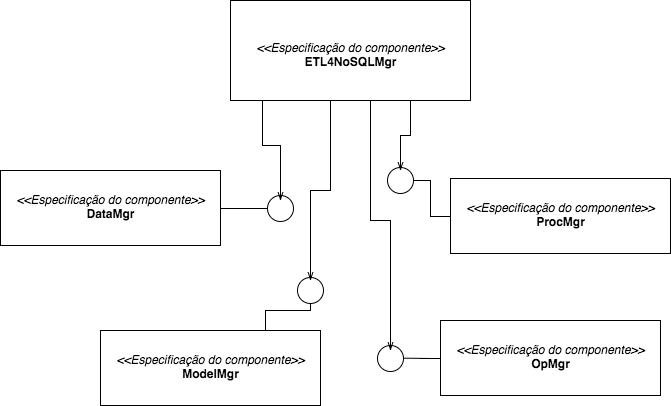 <<Especificação do componente>>
ETL4NoSQLMgr
<<Especificação do componente>>
DataMgr
<<Especificação do componente>>
ProcMgr
<<Especificação do componente>>
ModelMgr
<<Especificação do componente>>
OpMgr